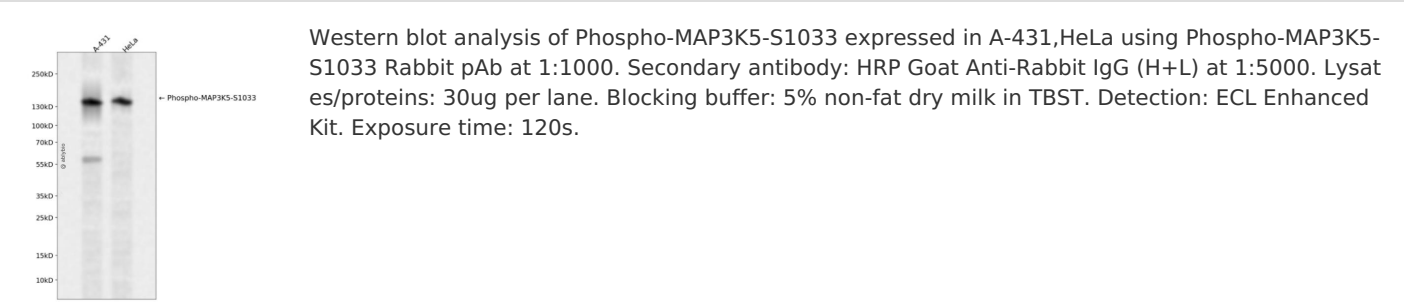 A-431 HeLa
250kD
130kD
← Phospho-MAP3K5-S1033
100kD
70kD
55kD
35kD
25kD
15kD
10kD
Western blot analysis of Phospho-MAP3K5-S1033 expressed in A-431,HeLa using Phospho-MAP3K5-
S1033 Rabbit pAb at 1:1000. Secondary antibody: HRP Goat Anti-Rabbit IgG (H+L) at 1:5000. Lysat
es/proteins: 30ug per lane. Blocking buffer: 5% non-fat dry milk in TBST. Detection: ECL Enhanced
Kit. Exposure time: 120s.